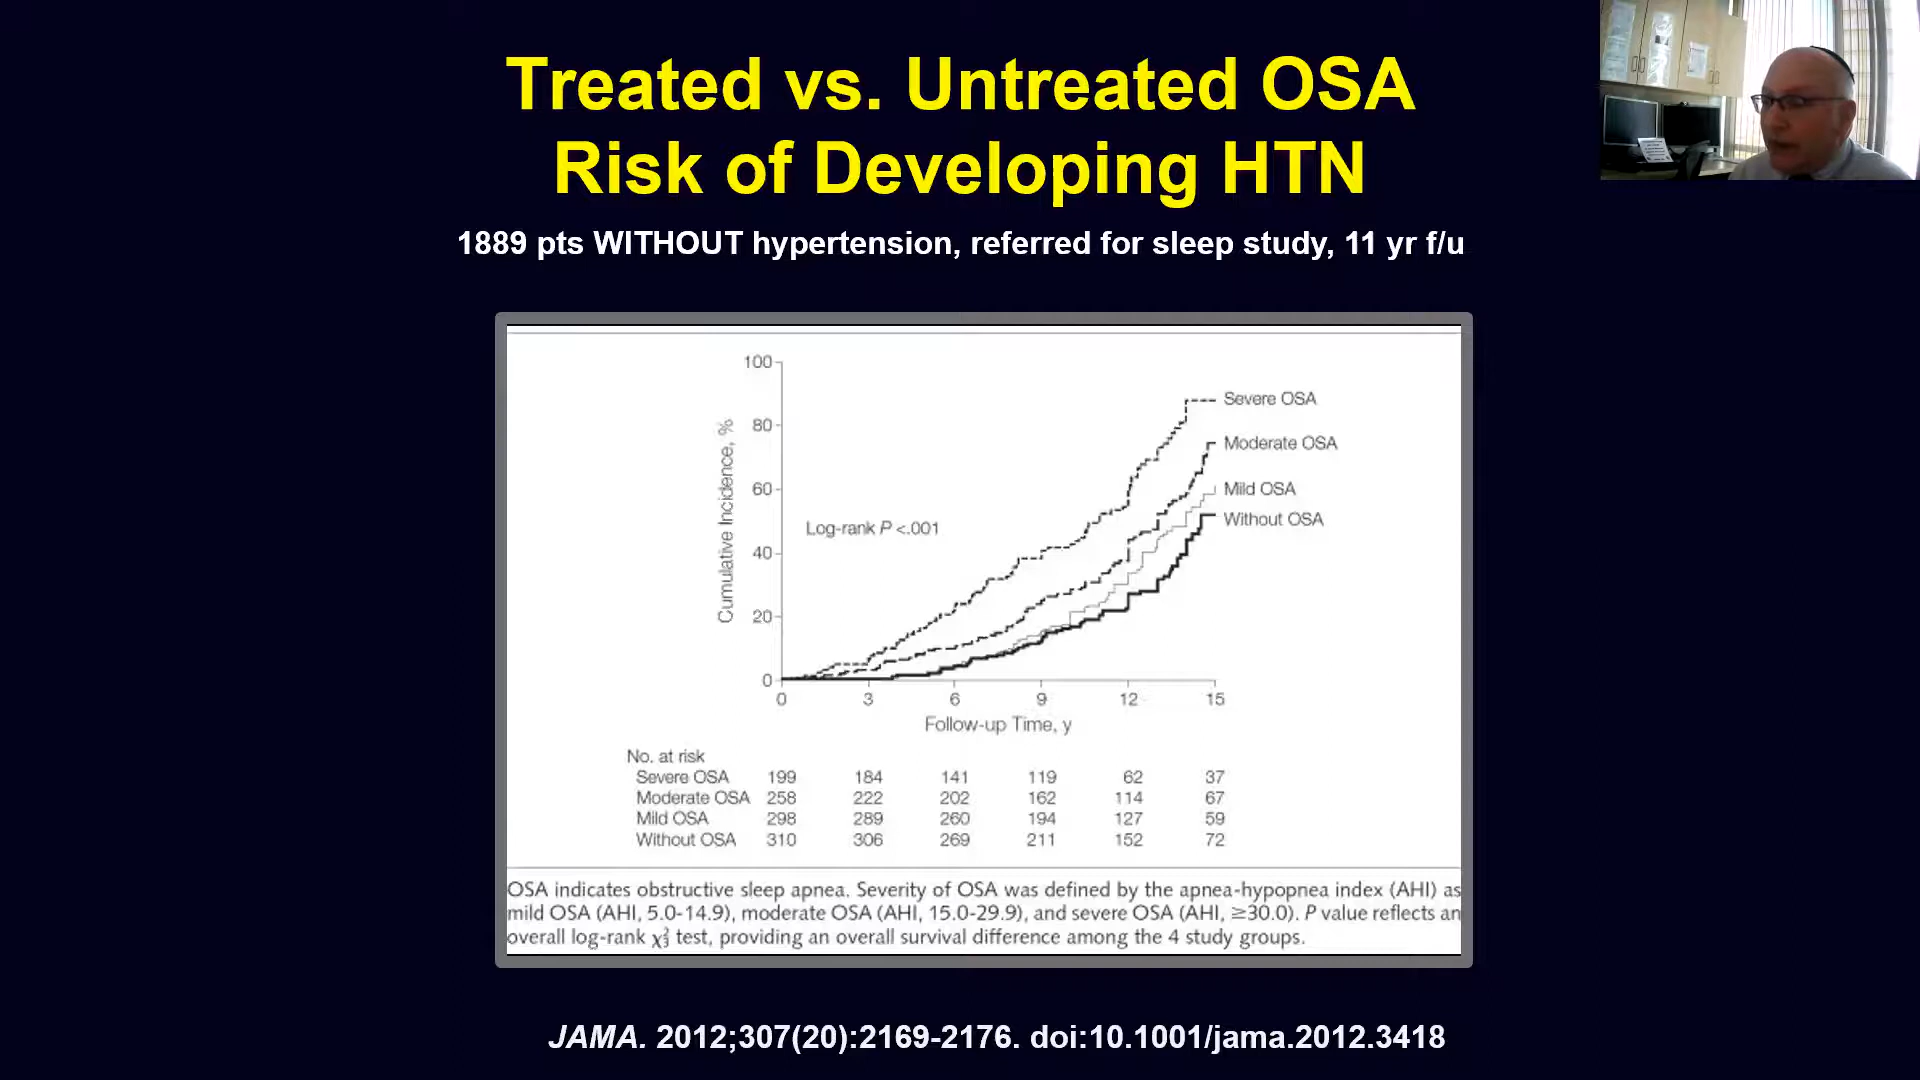 Treated vs. Untreated OSA
Risk of Developing HTN
1889 pts WITHOUT hypertension, referred for sleep study, 11 yr f/u
100
80
60
40
20
0
Cumulative Incidence, %
Log-rank P <.001
Severe OSA
Moderate OSA
Mild OSA
Without OSA
0 3 6 9 12 15
Follow-up Time, y
No. at risk
Severe OSA 199 184 141 119 62 37
Moderate OSA 258 222 202 162 114 67
Mild OSA 298 289 260 194 127 59
Without OSA 310 306 269 211 152 72
OSA indicates obstructive sleep apnea. Severity of OSA was defined by the apnea-hypopnea index (AHI) as
mild OSA (AHI, 5.0-14.9), moderate OSA (AHI, 15.0-29.9), and severe OSA (AHI, ≥30.0). P value reflects an
overall log-rank χ²₃ test, providing an overall survival difference among the 4 study groups.
JAMA. 2012;307(20):2169-2176. doi:10.1001/jama.2012.3418